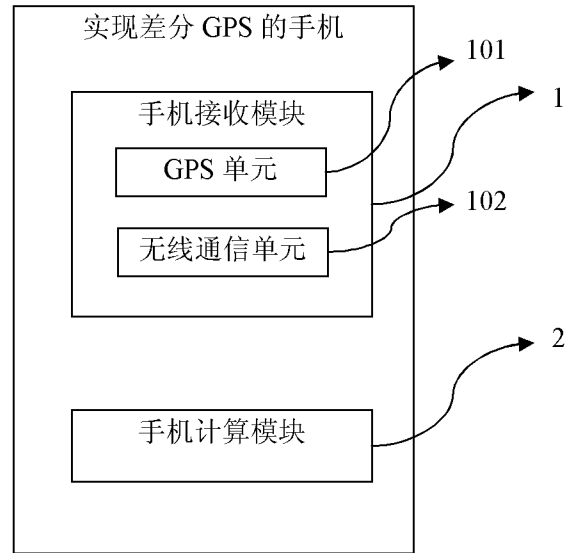 实现差分 GPS 的手机
101
手机接收模块
1
GPS 单元
102
无线通信单元
2
手机计算模块